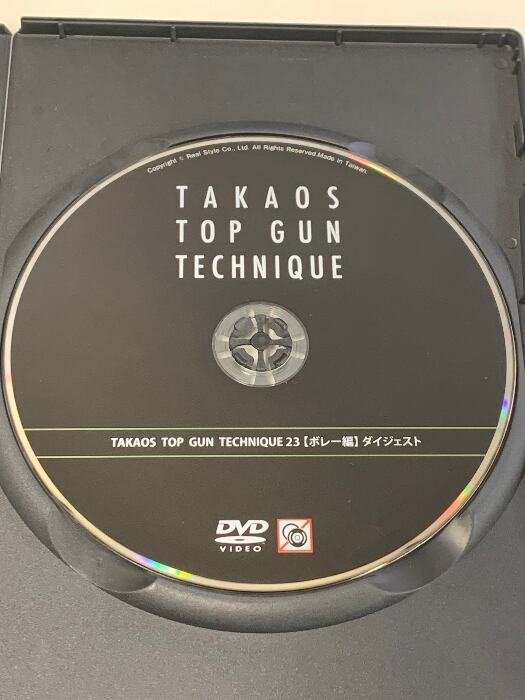 Copyright © Real Style Co., Ltd. All Rights Reserved.Made in Taiwan.
TAKAOS
TOP GUN
TECHNIQUE
TAKAOS TOP GUN TECHNIQUE 23【ボレー編】ダイジェスト
DVD
VIDEO